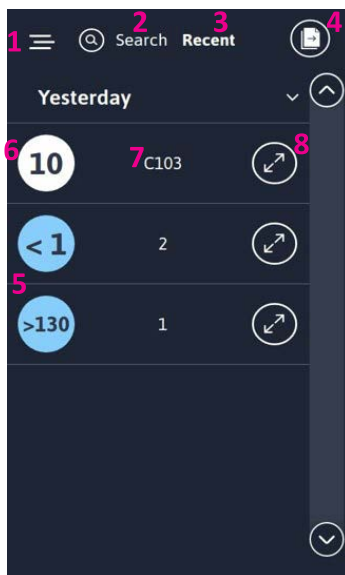 1 2 Search 3 Recent 4
Yesterday
6 10 7 C103 8
< 1 2
5
>130 1